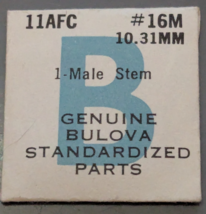 11AFC #16M
10.31MM
1-Male Stem
B
GENUINE
BULOVA
STANDARDIZED
PARTS